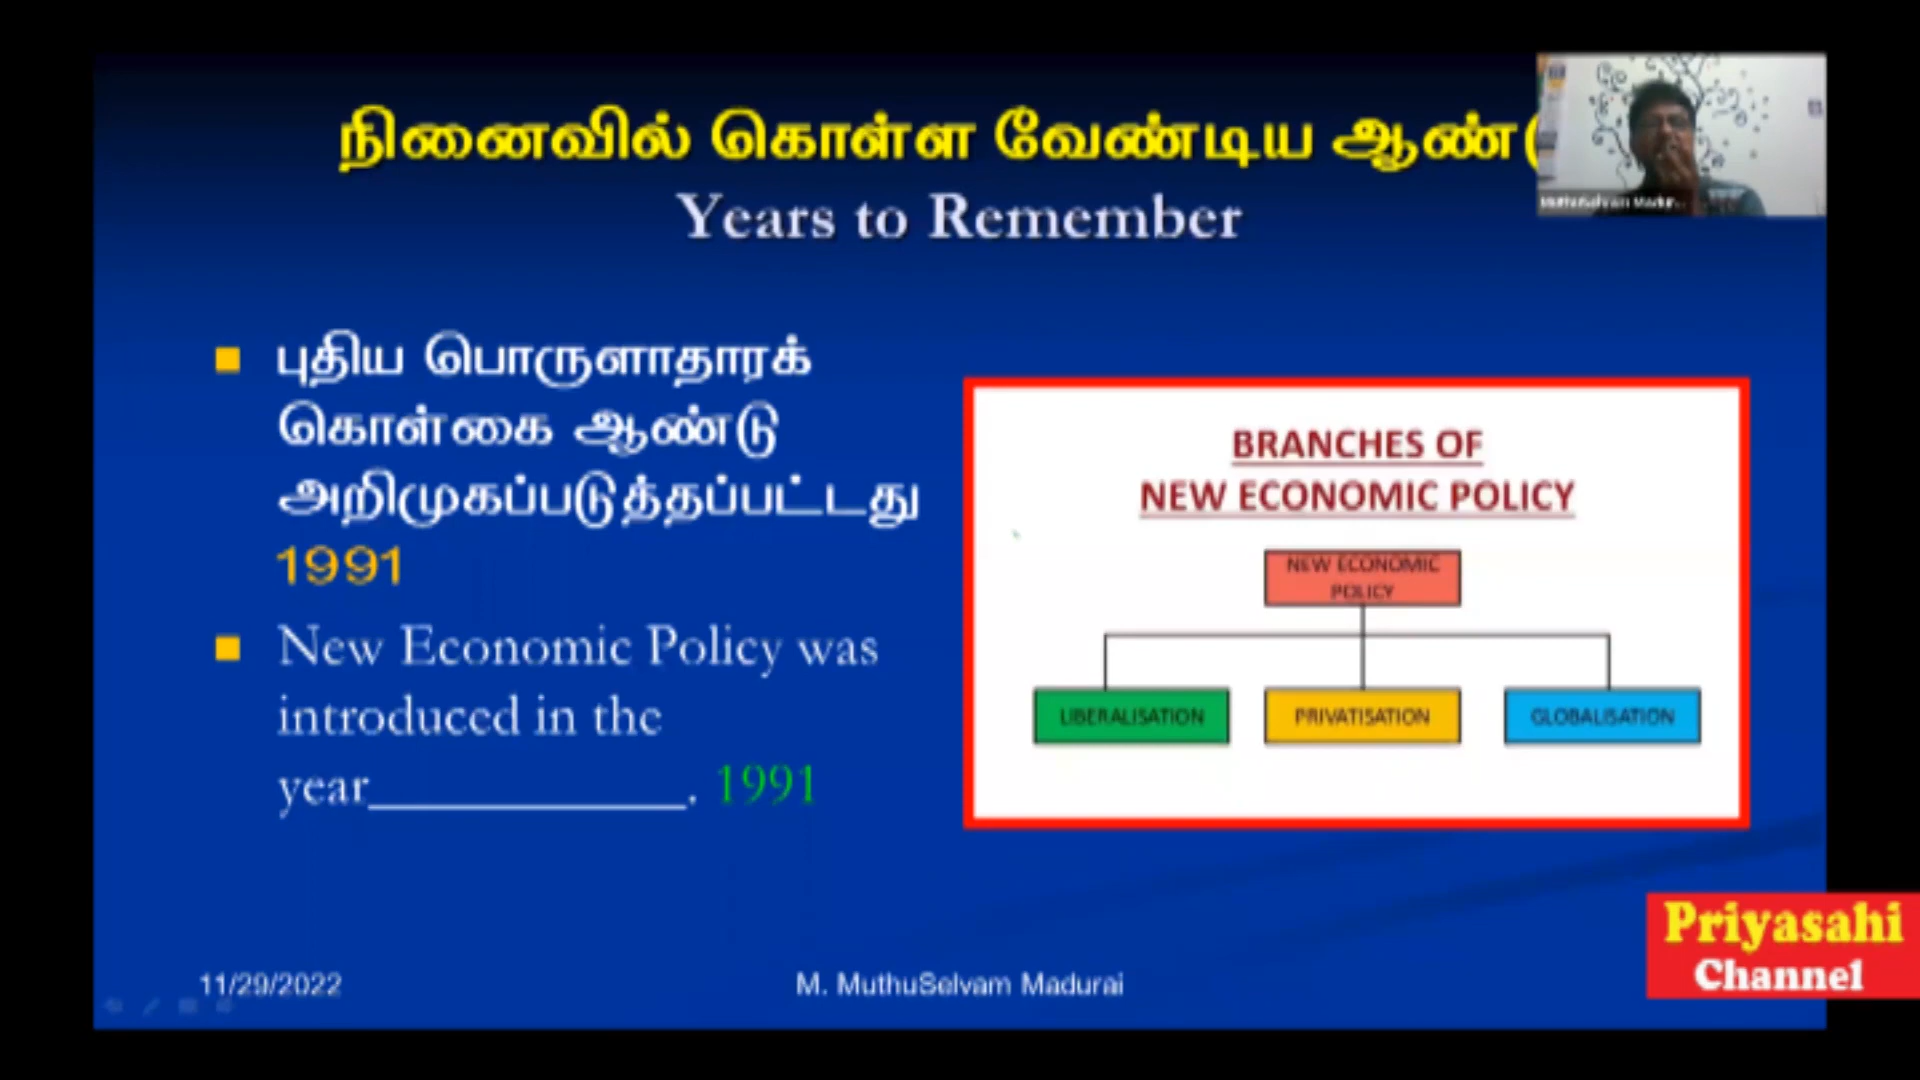 நினைவில் கொள்ள வேண்டிய
Years to Remember
MuthuSelvam Madur...
புதிய பொருளாதாரக்
கொள்கை ஆண்டு
அறிமுகப்படுத்தப்பட்டது
1991
New Economic Policy was
introduced in the
year____________. 1991
BRANCHES OF
NEW ECONOMIC POLICY
NEW ECONOMIC
POLICY
LIBERALISATION PRIVATISATION GLOBALISATION
Priyasahi
Channel
11/29/2022 M. MuthuSelvam Madurai